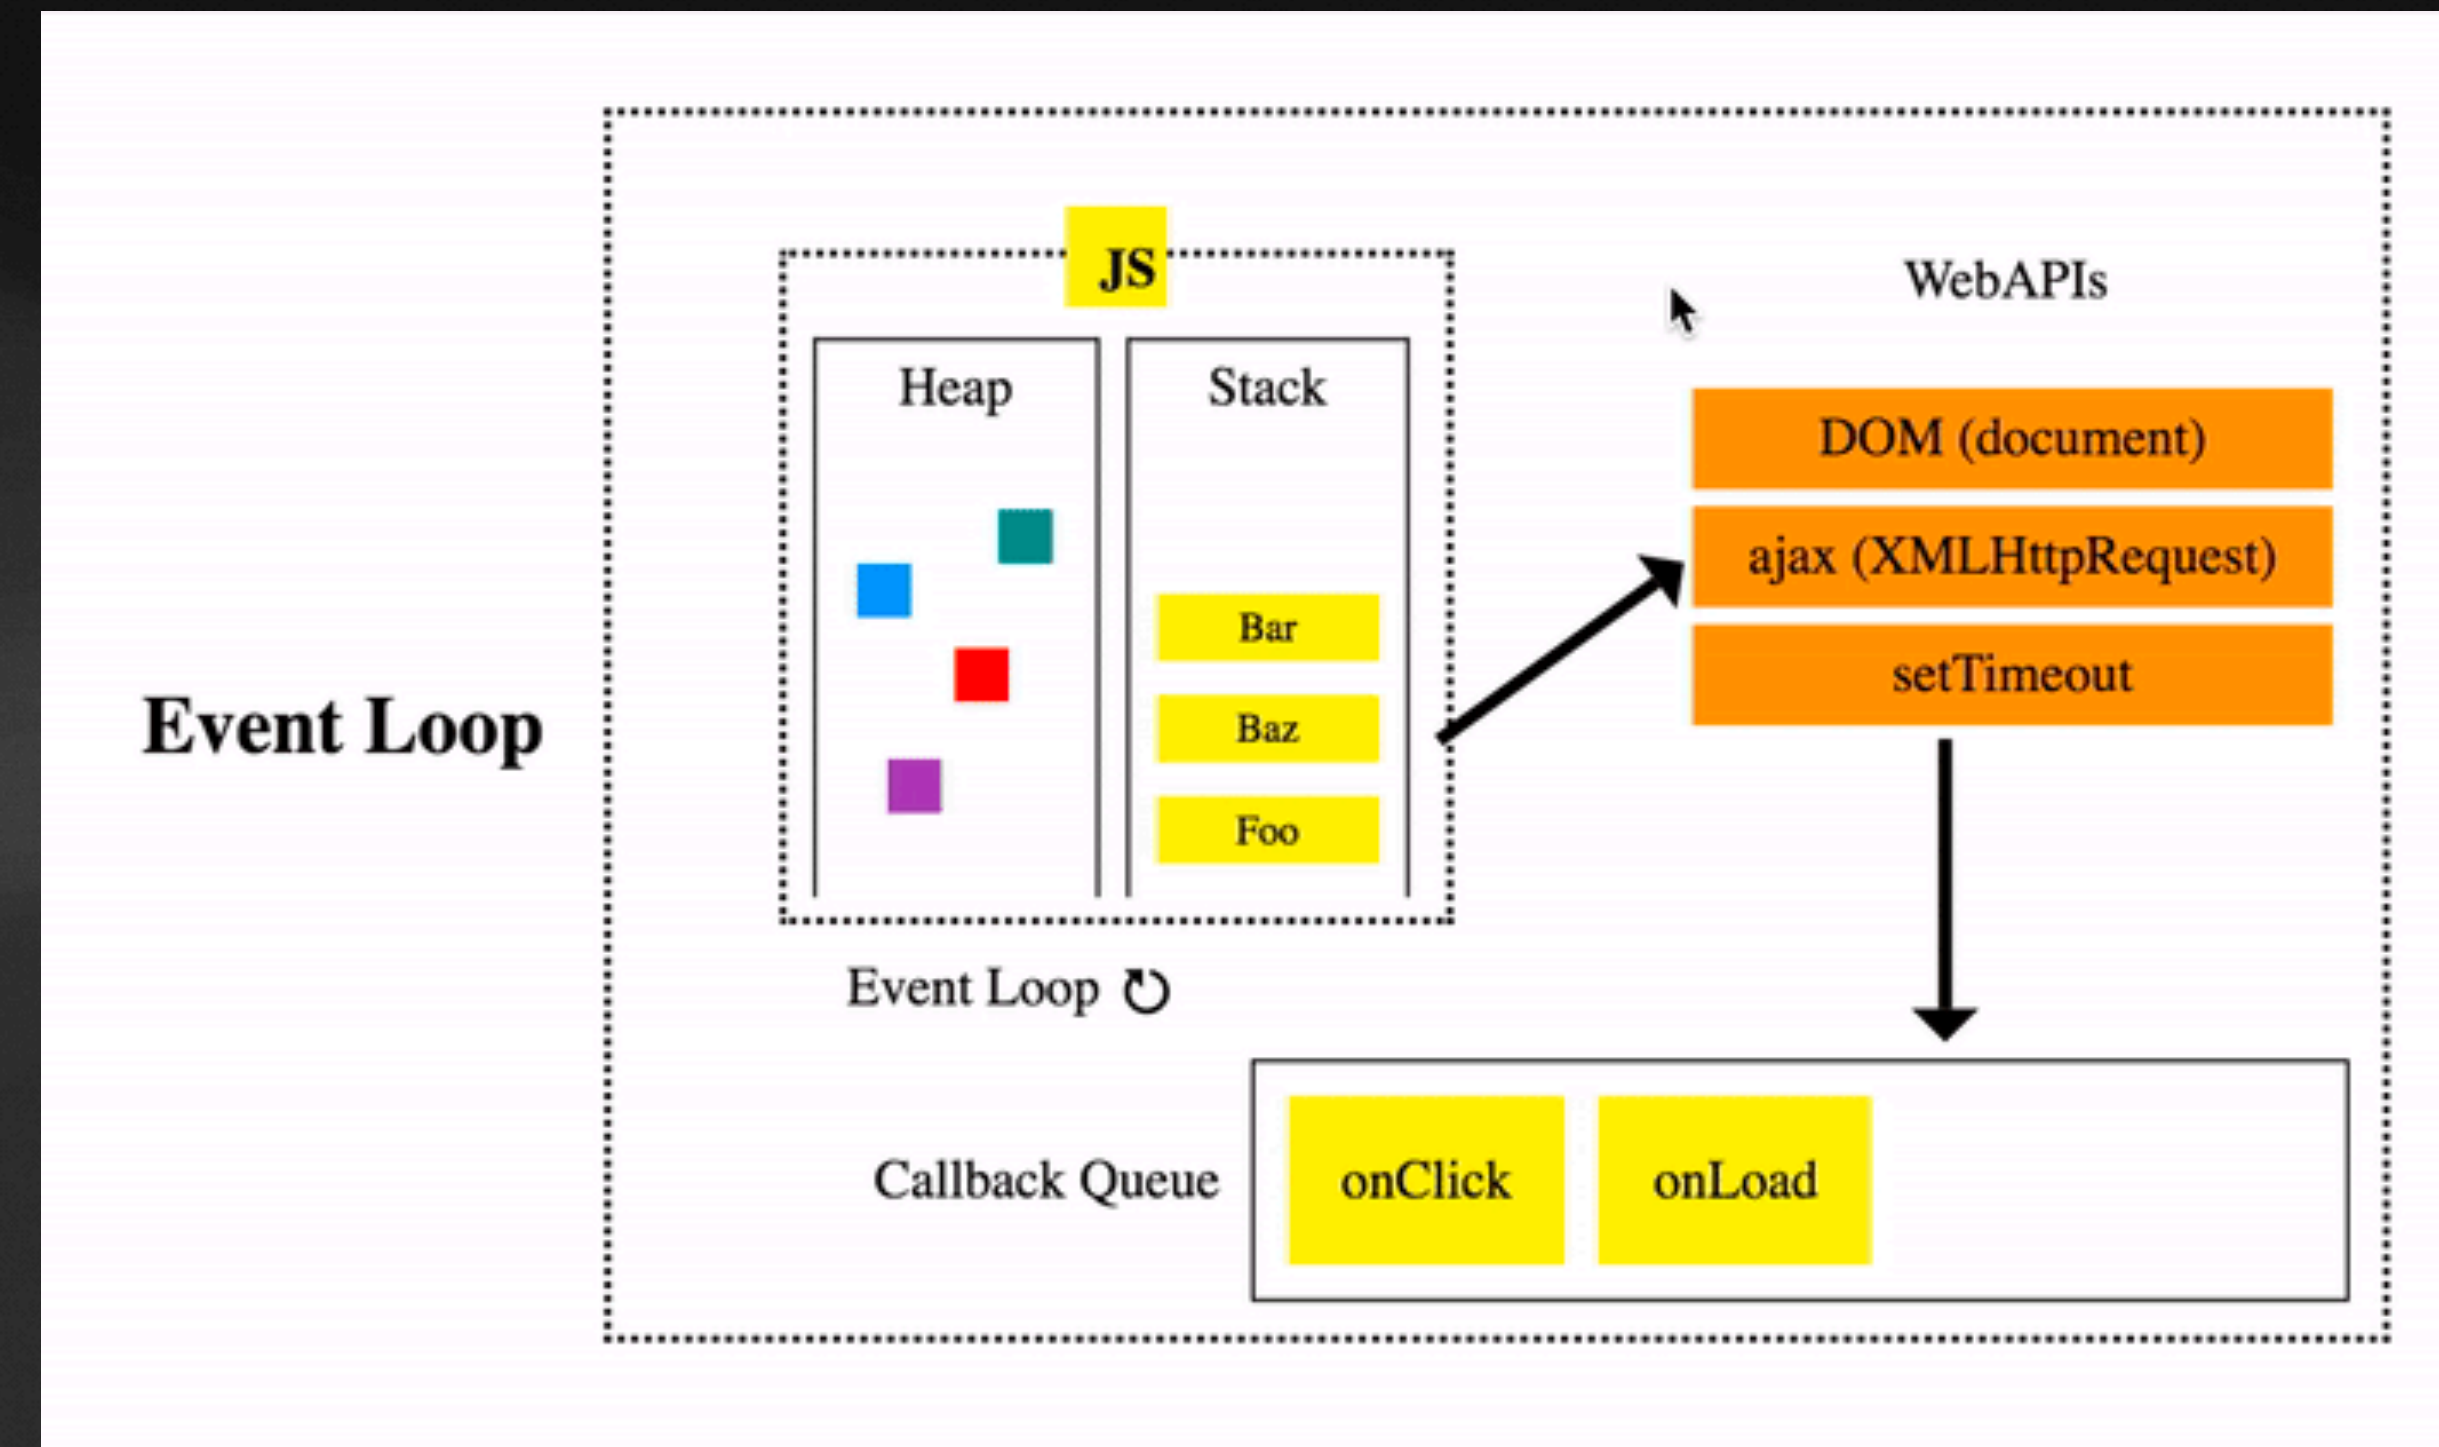 Event Loop
JS
Heap
Stack
Bar
Baz
Foo
WebAPIs
DOM (document)
ajax (XMLHttpRequest)
setTimeout
Event Loop ↻
Callback Queue
onClick
onLoad